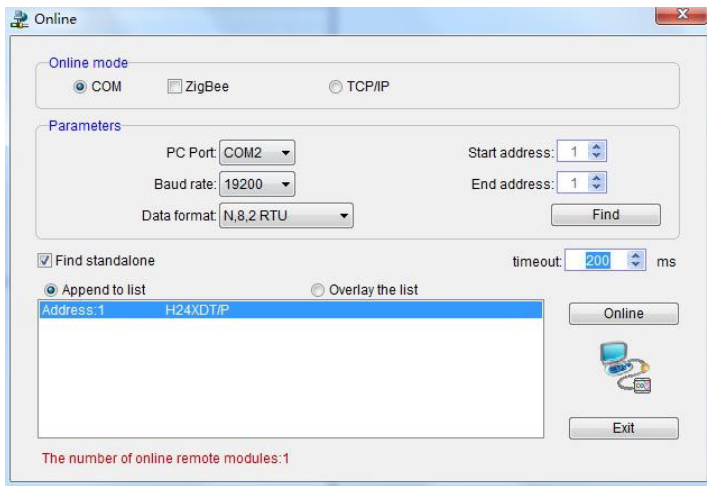 Online
Online mode
COM ZigBee TCP/IP
Parameters
PC Port: COM2 Start address: 1
Baud rate: 19200 End address: 1
Data format: N,8,2 RTU Find
Find standalone timeout: 200 ms
Append to list Overlay the list
Address:1 H24XDT/P
Online
Exit
The number of online remote modules:1